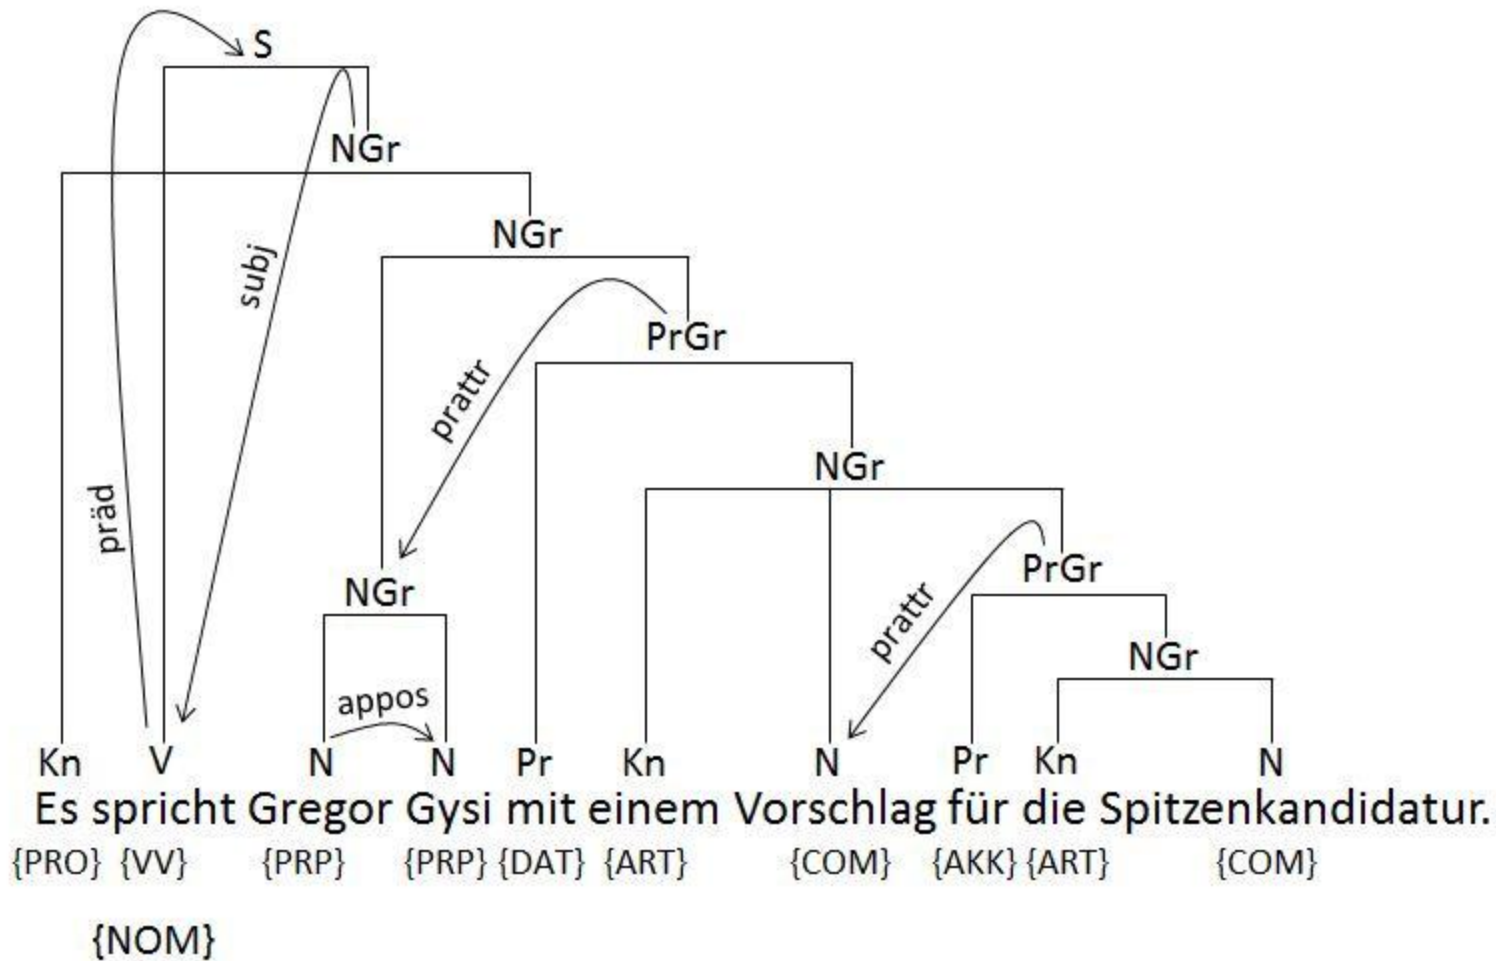 S
NGr
NGr
subj
PrGr
prattr
NGr
präd
PrGr
NGr
prattr
NGr
appos
Kn V N N Pr Kn N Pr Kn N
Es spricht Gregor Gysi mit einem Vorschlag für die Spitzenkandidatur.
{PRO} {VV} {PRP} {PRP} {DAT} {ART} {COM} {AKK} {ART} {COM}
{NOM}